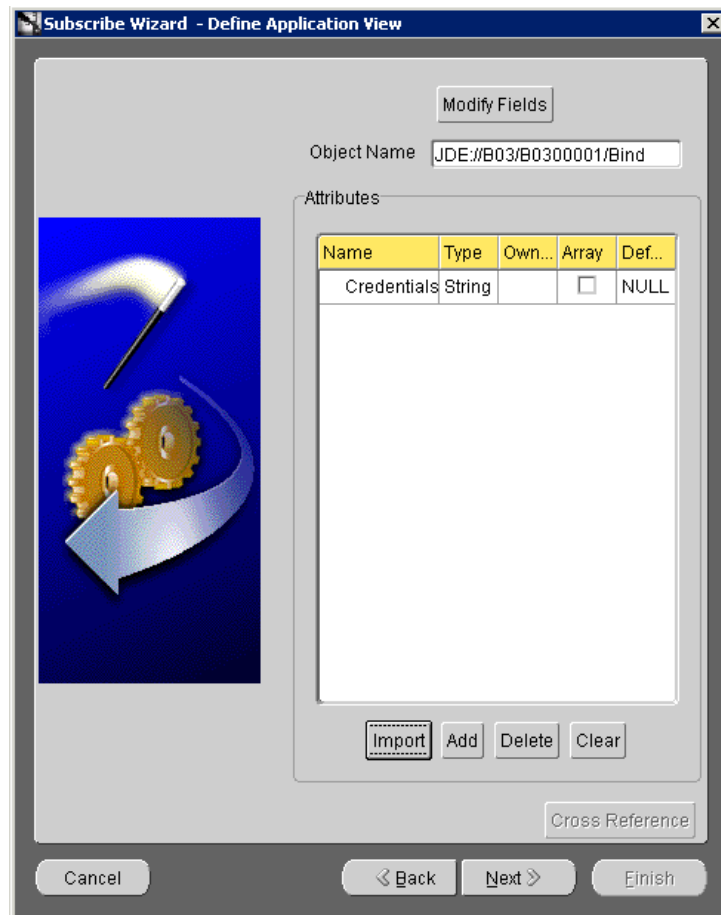 Subscribe Wizard - Define Application View
Modify Fields
Object Name JDE://B03/B0300001/Bind
Attributes
Name Type Own... Array Def...
Credentials String NULL
Import Add Delete Clear
Cross Reference
Cancel Back Next Finish